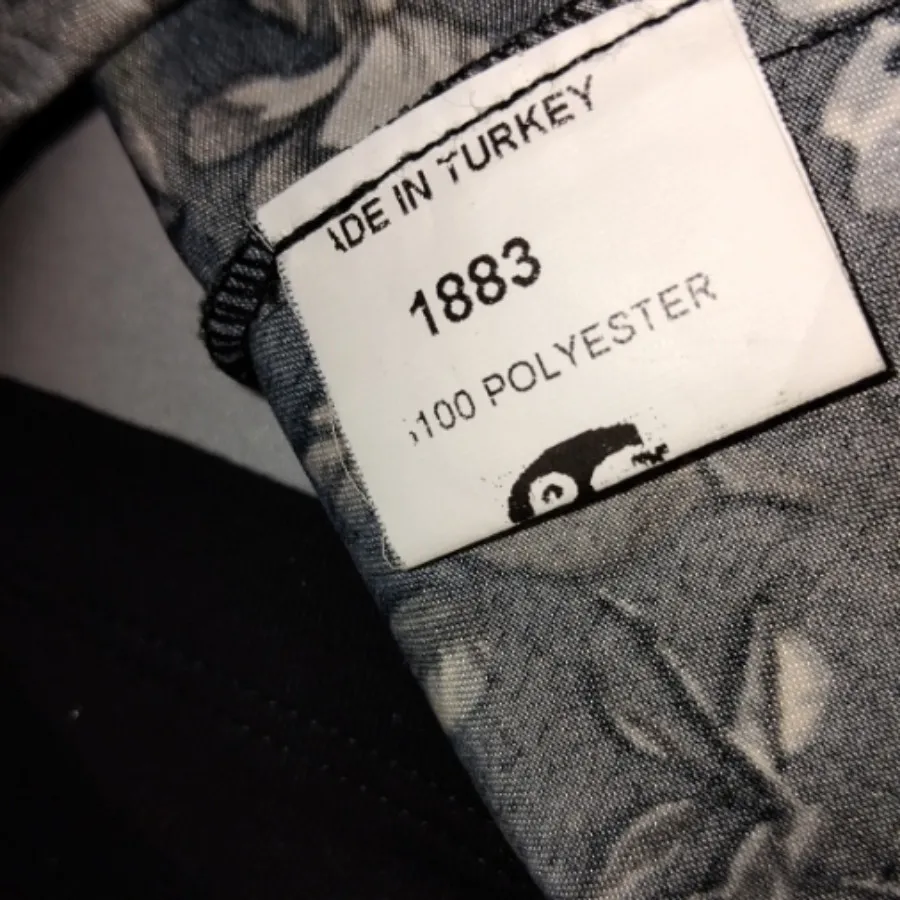 ADE IN TURKEY
1883
100 POLYESTER